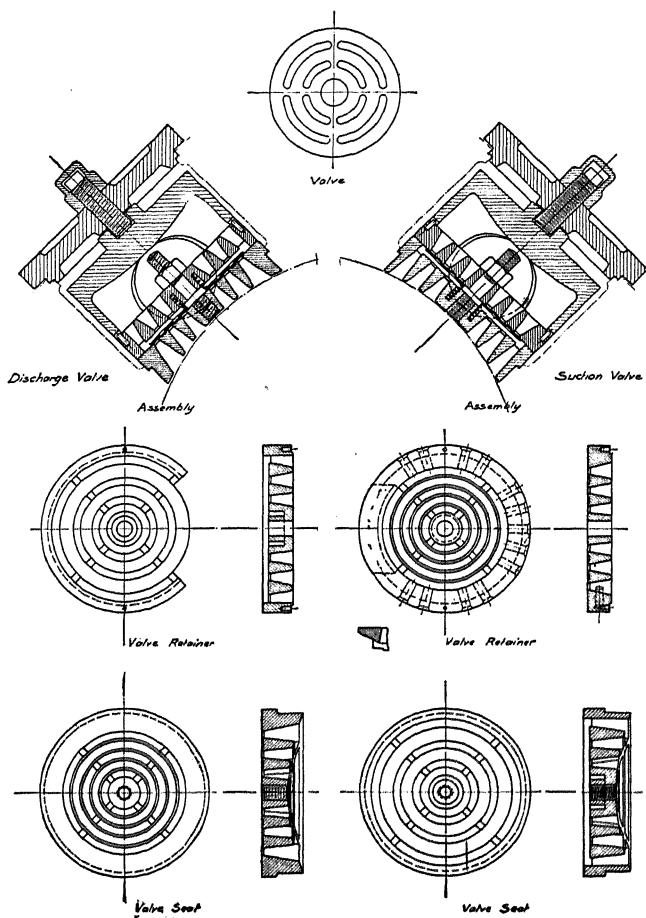 Valve
Discharge Valve
Suction Valve
Assembly
Assembly
Valve Retainer
Valve Retainer
Valve Seat
Valve Seat